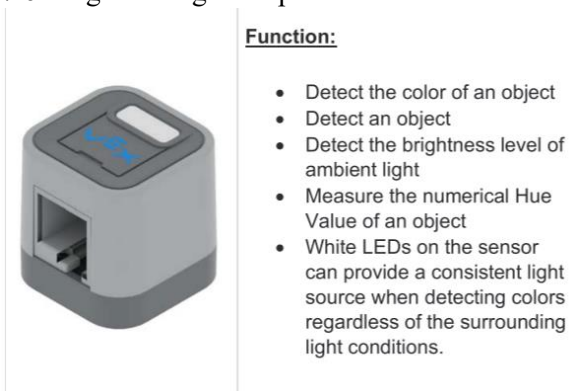 Function:
• Detect the color of an object
• Detect an object
• Detect the brightness level of
ambient light
• Measure the numerical Hue
Value of an object
• White LEDs on the sensor
can provide a consistent light
source when detecting colors
regardless of the surrounding
light conditions.